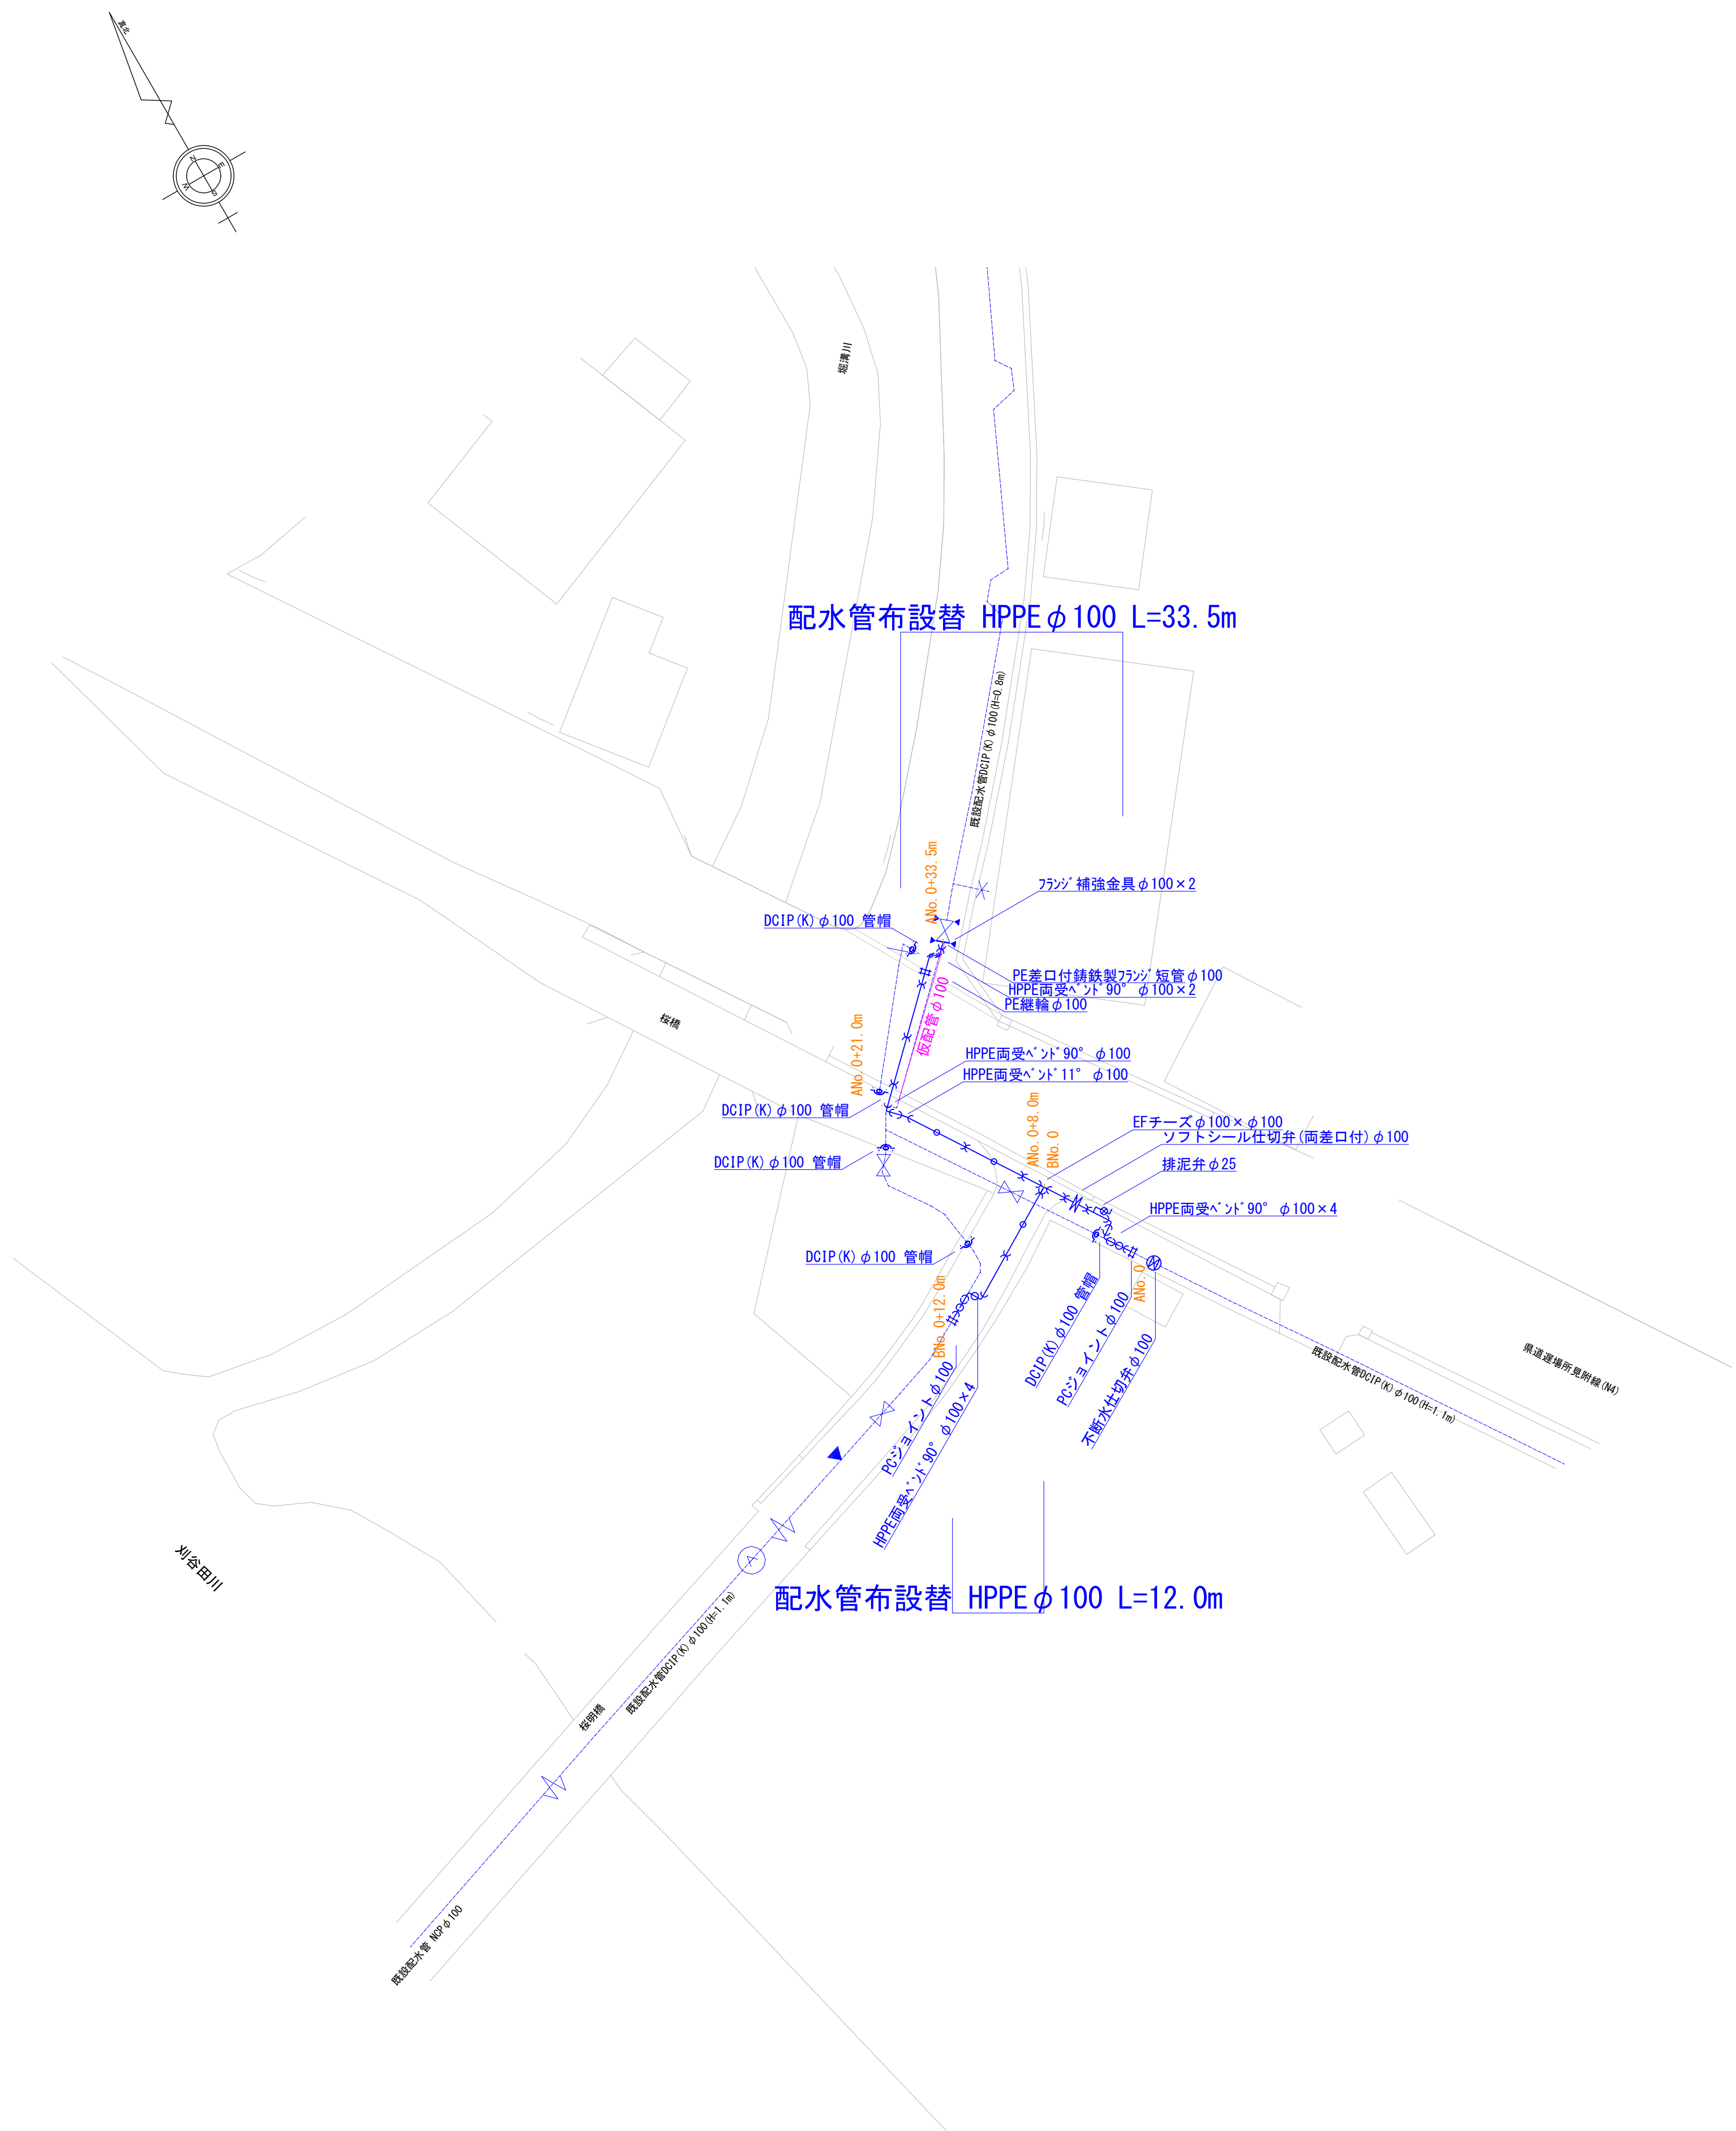 真北
N
E
W
S
堀溝川
配水管布設替 HPPEφ100 L=33.5m
既設配水管DCIP(K)φ100(H=0.8m)
ANo.0+33.5m
フランジ補強金具φ100×2
DCIP(K)φ100 管帽
PE差口付鋳鉄製フランジ短管φ100
HPPE両受ベンド90° φ100×2
PE継輪φ100
仮配管φ100
桜橋
ANo.0+21.0m
HPPE両受ベンド90° φ100
HPPE両受ベンド11° φ100
DCIP(K)φ100 管帽
ANo.0+8.0m
BNo.0
EFチーズφ100×φ100
ソフトシール仕切弁(両差口付)φ100
DCIP(K)φ100 管帽
排泥弁φ25
HPPE両受ベンド90° φ100×4
DCIP(K)φ100 管帽
BNo.0+12.0m
ANo.0
DCIP(K)φ100 管帽
PCジョイントφ100
不断水仕切弁φ100
既設配水管DCIP(K)φ100(H=1.1m)
県道遅場所見附線(N4)
PCジョイントφ100
HPPE両受ベンド90° φ100×4
A
刈谷田川
配水管布設替 HPPEφ100 L=12.0m
既設配水管DCIP(K)φ100(H=1.1m)
桜明橋
既設配水管 NCPφ100